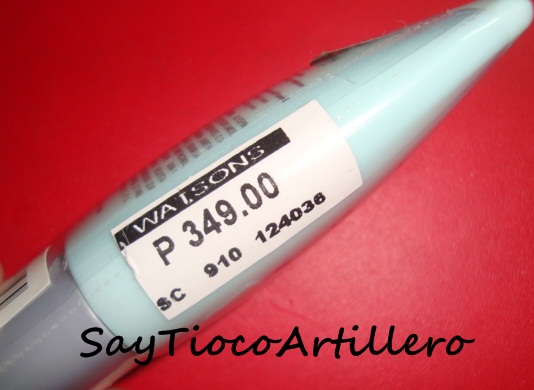 WATSONS
P 349.00
SC 910 124036
SayTiocoArtillero